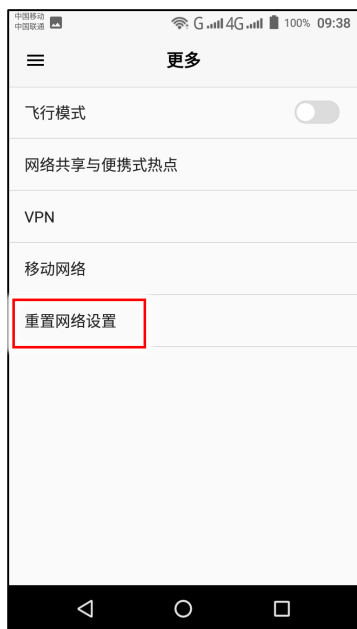 中国移动
中国联通
G 4G 100% 09:38
更多
飞行模式
网络共享与便携式热点
VPN
移动网络
重置网络设置